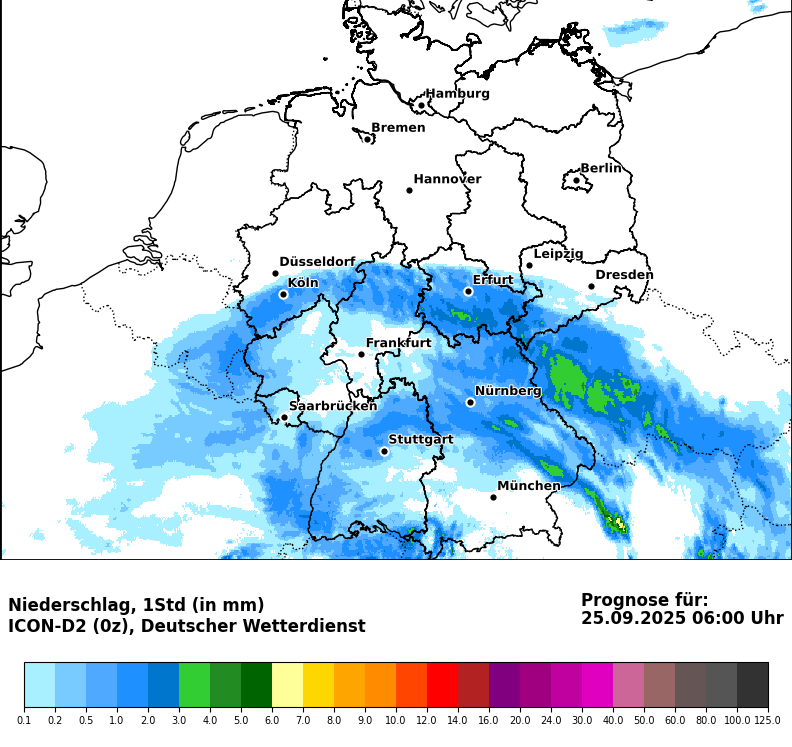 Hamburg
Bremen
Berlin
Hannover
Leipzig
Düsseldorf
Dresden
Köln
Erfurt
Frankfurt
Nürnberg
Saarbrücken
Stuttgart
München
Niederschlag, 1Std (in mm)
ICON-D2 (0z), Deutscher Wetterdienst
Prognose für:
25.09.2025 06:00 Uhr
0.1 0.2 0.5 1.0 2.0 3.0 4.0 5.0 6.0 7.0 8.0 9.0 10.0 12.0 14.0 16.0 20.0 24.0 30.0 40.0 50.0 60.0 80.0 100.0 125.0